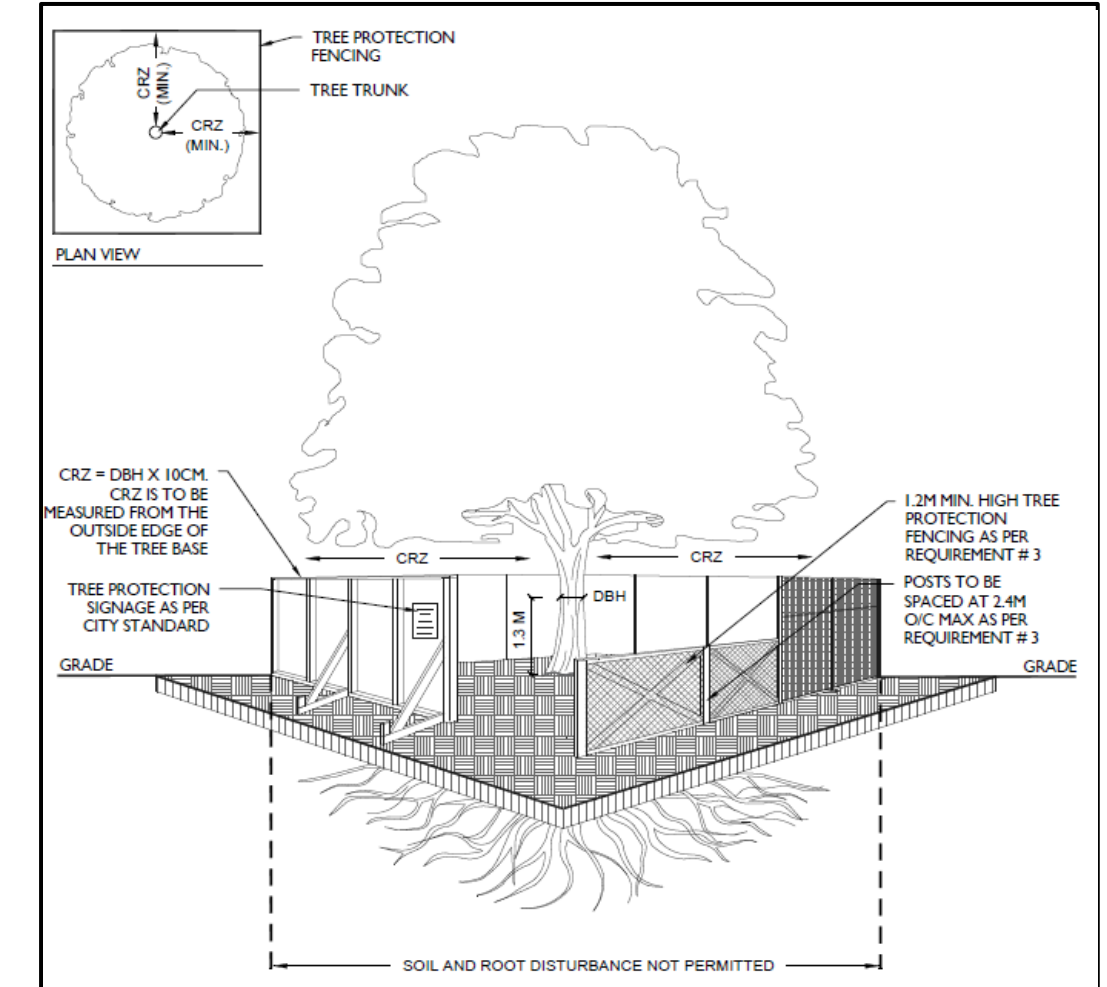 TREE PROTECTION
FENCING
TREE TRUNK
CRZ
(MIN.)
CRZ
(MIN.)
PLAN VIEW
CRZ = DBH X 10CM.
CRZ IS TO BE
MEASURED FROM THE
OUTSIDE EDGE OF
THE TREE BASE
TREE PROTECTION
SIGNAGE AS PER
CITY STANDARD
GRADE
CRZ
CRZ
DBH
1.3 M
1.2M MIN. HIGH TREE
PROTECTION
FENCING AS PER
REQUIREMENT # 3
POSTS TO BE
SPACED AT 2.4M
O/C MAX AS PER
REQUIREMENT # 3
GRADE
SOIL AND ROOT DISTURBANCE NOT PERMITTED